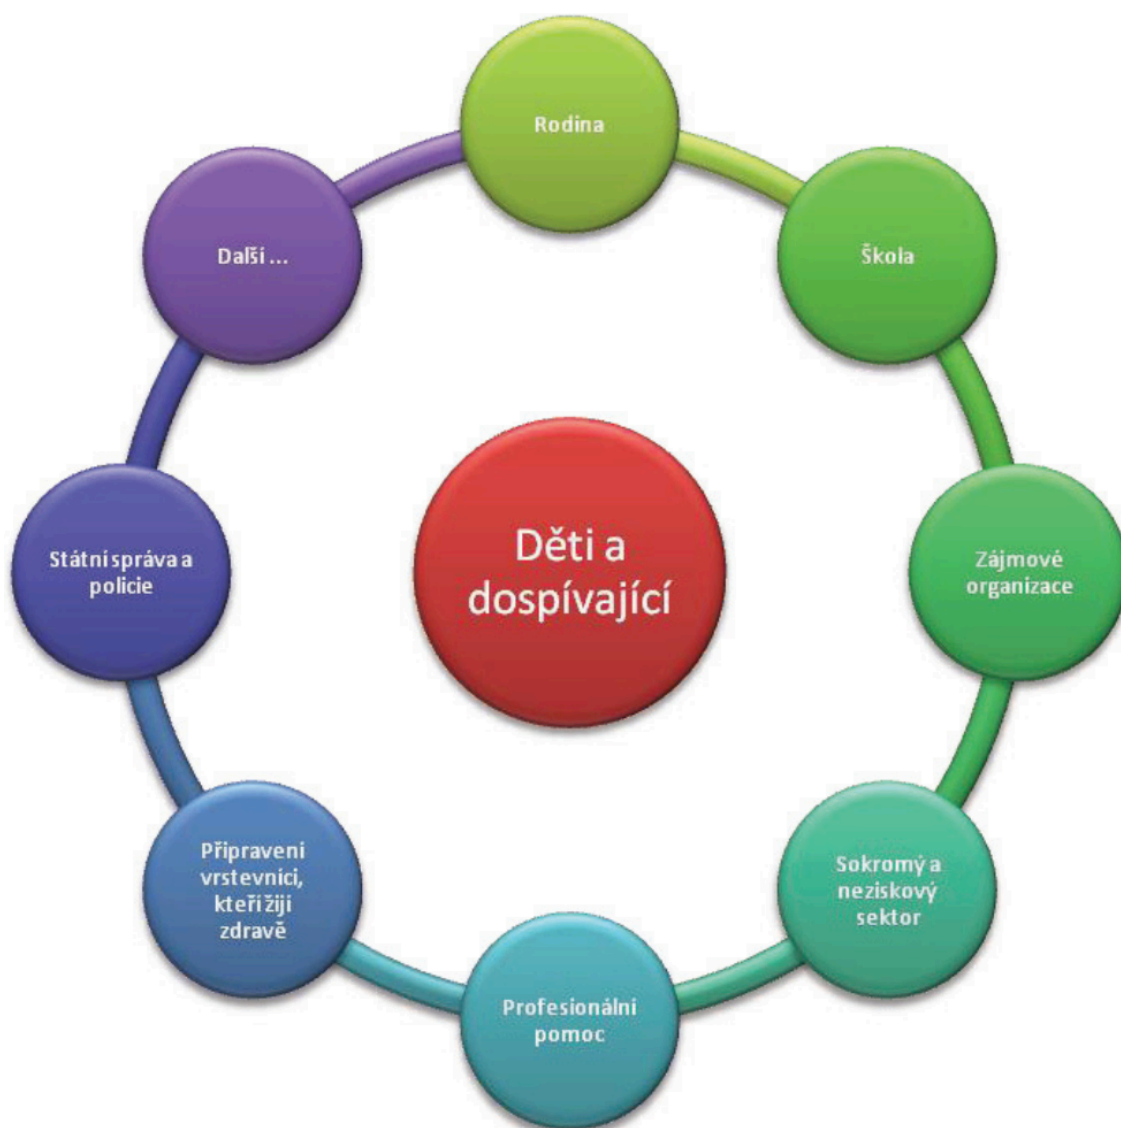 Rodina
Škola
Zájmové
organizace
Sokromý a
neziskový
sektor
Profesionální
pomoc
Připravení
vrstevníci,
kteří žijí
zdravě
Státní správa a
policie
Další ...
Děti a
dospívající